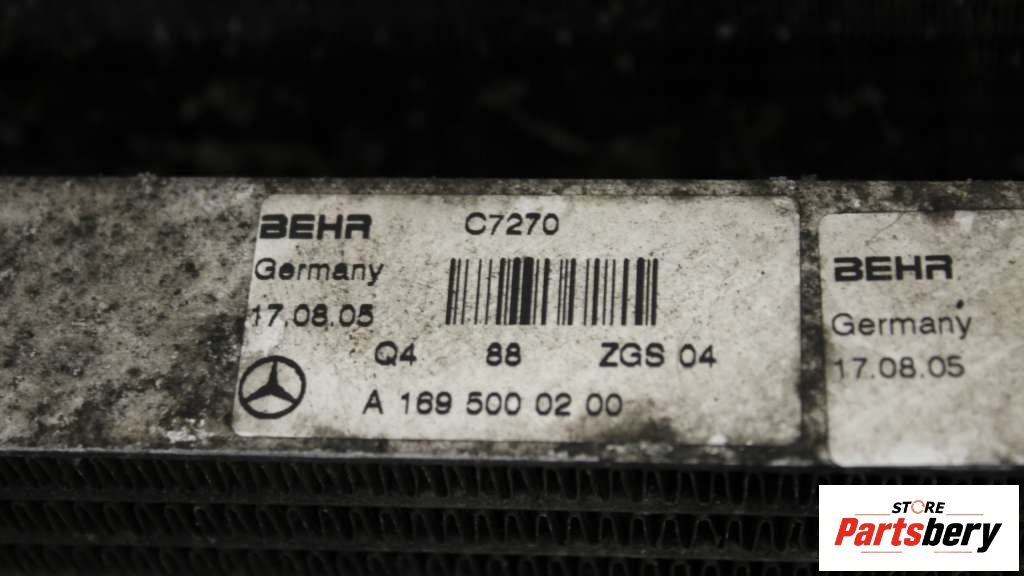 BEHR C7270
Germany
17.08.05
Q4 88 ZGS 04
A 169 500 02 00
BEHR
Germany
17.08.05
STORE
Partsbery